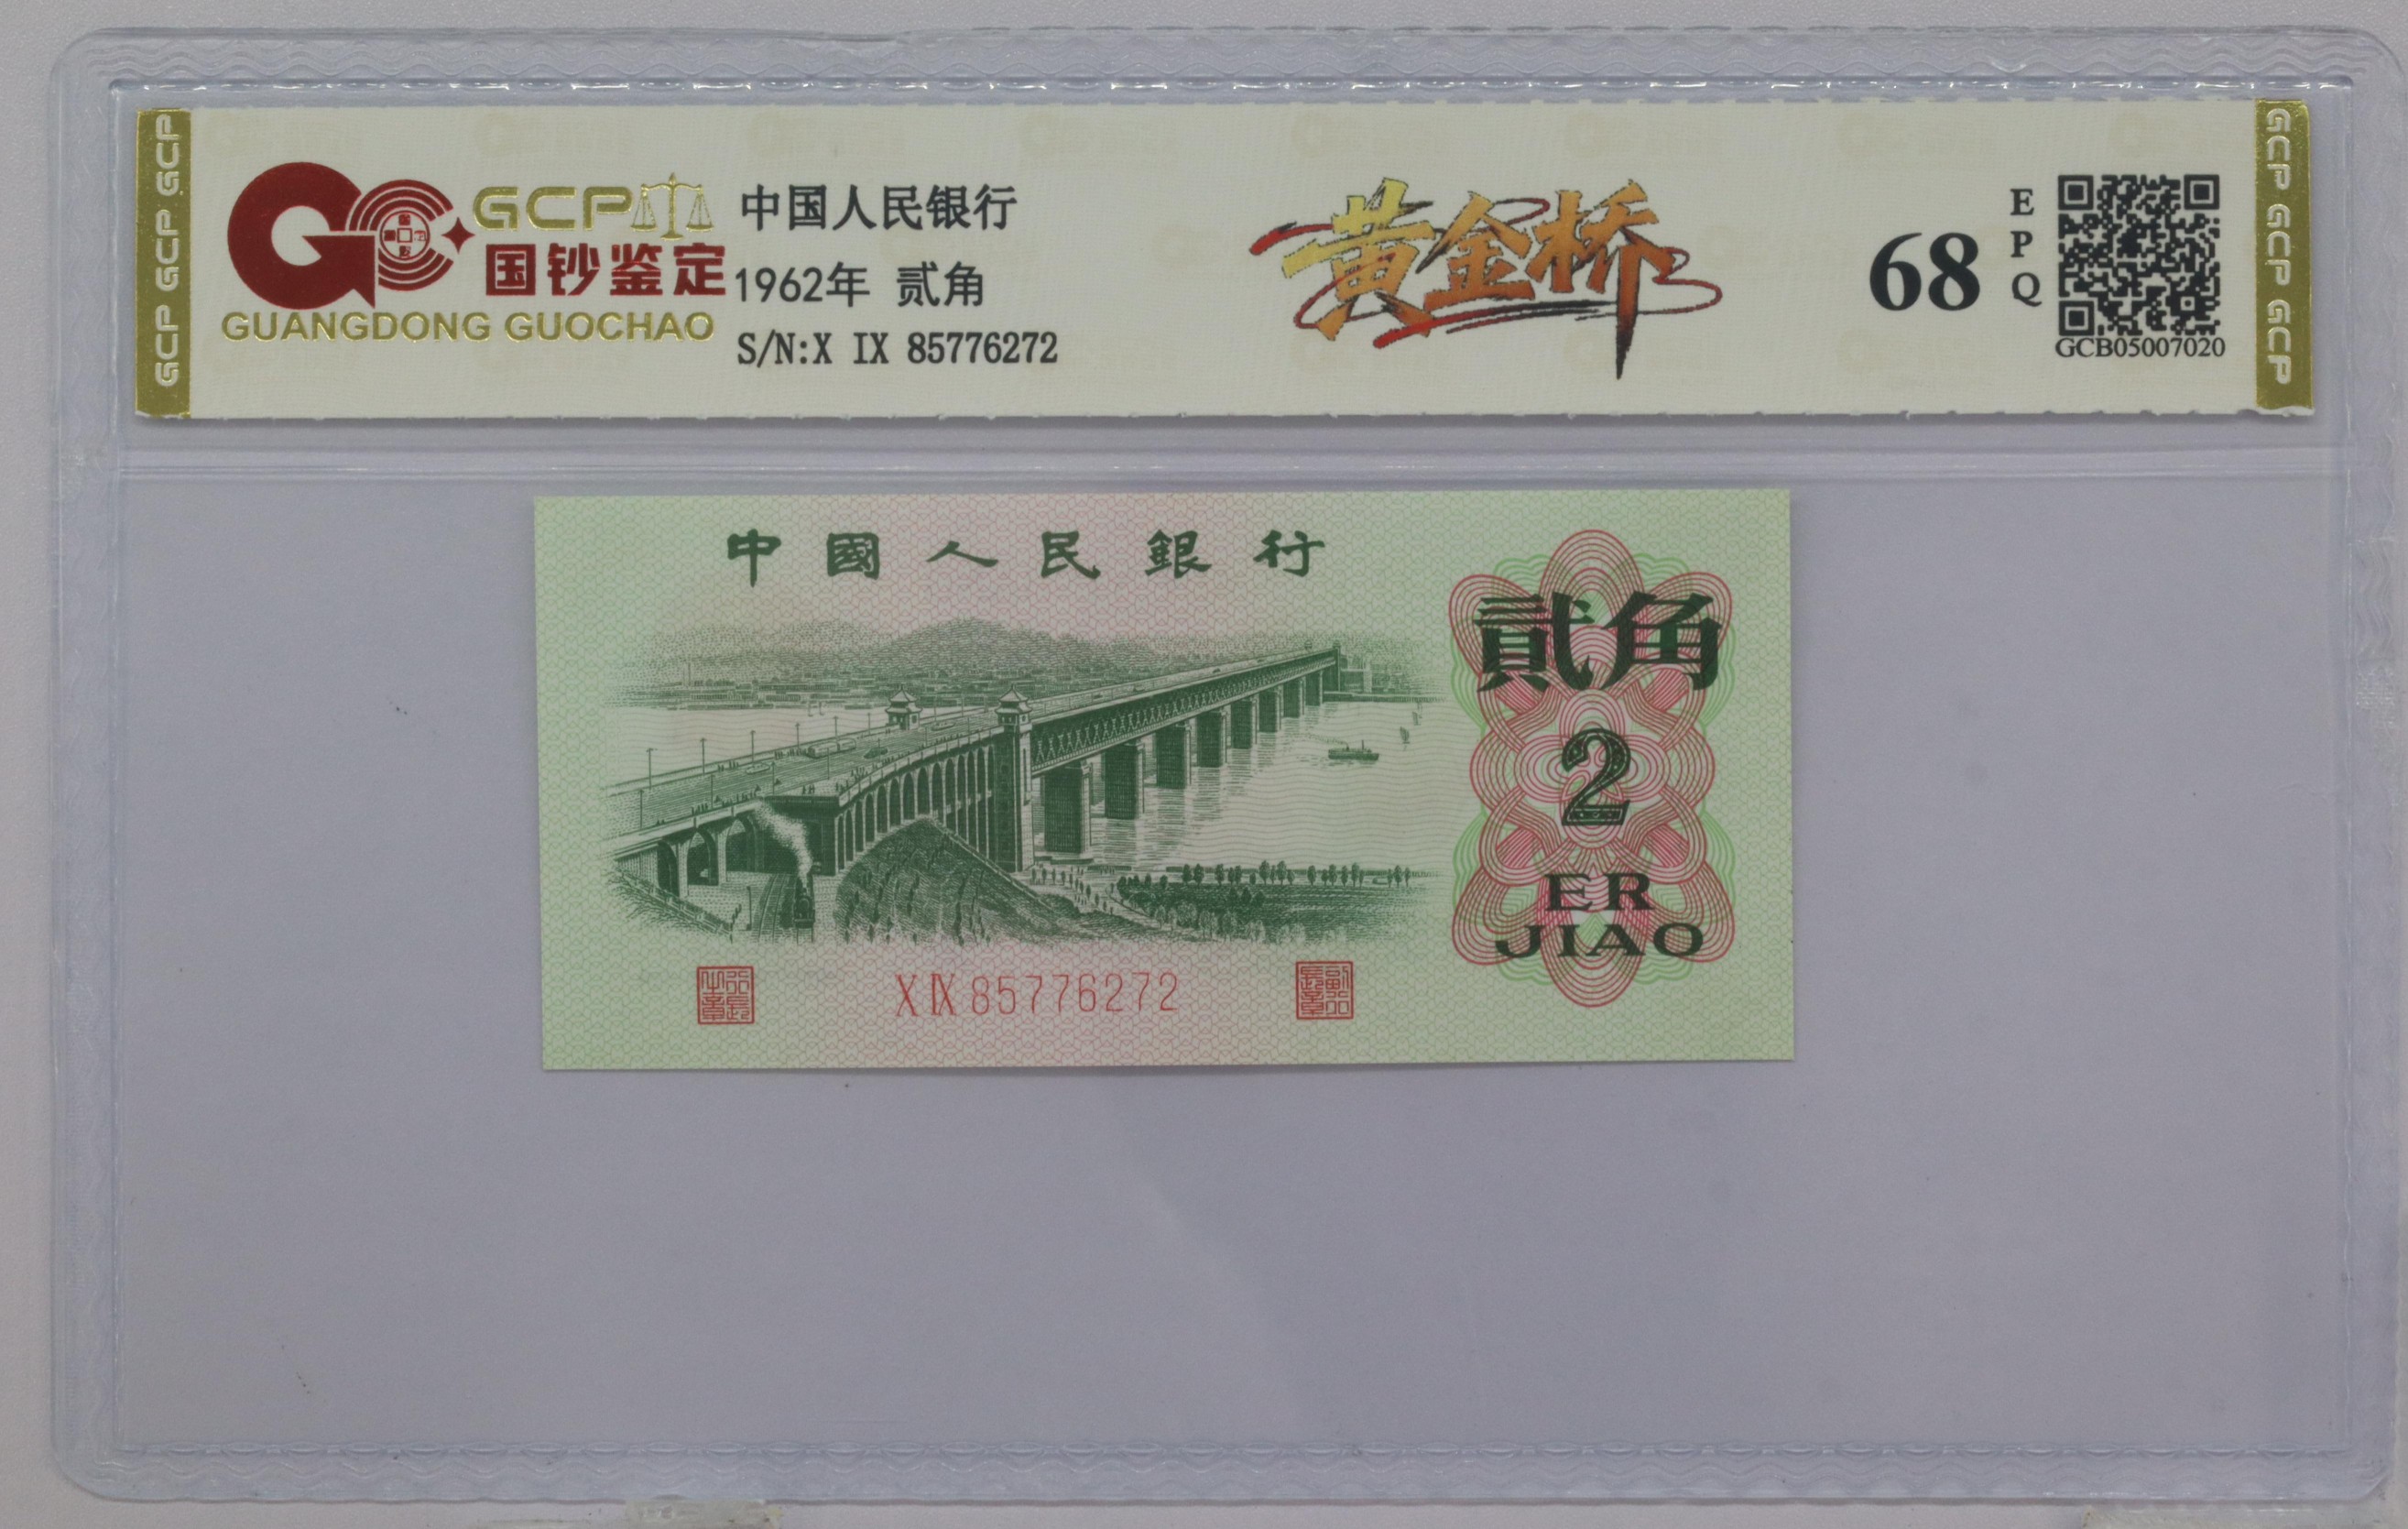 GCP GCP GCP
GCP
国钞鉴定
GUANGDONG GUOCHAO
中国人民银行
1962年 贰角
S/N:X IX 85776272
黄金桥
68
EPQ
GCB05007020
GCP GCP GCP
中國人民銀行
貳角
2
ER
JIAO
X IX 85776272